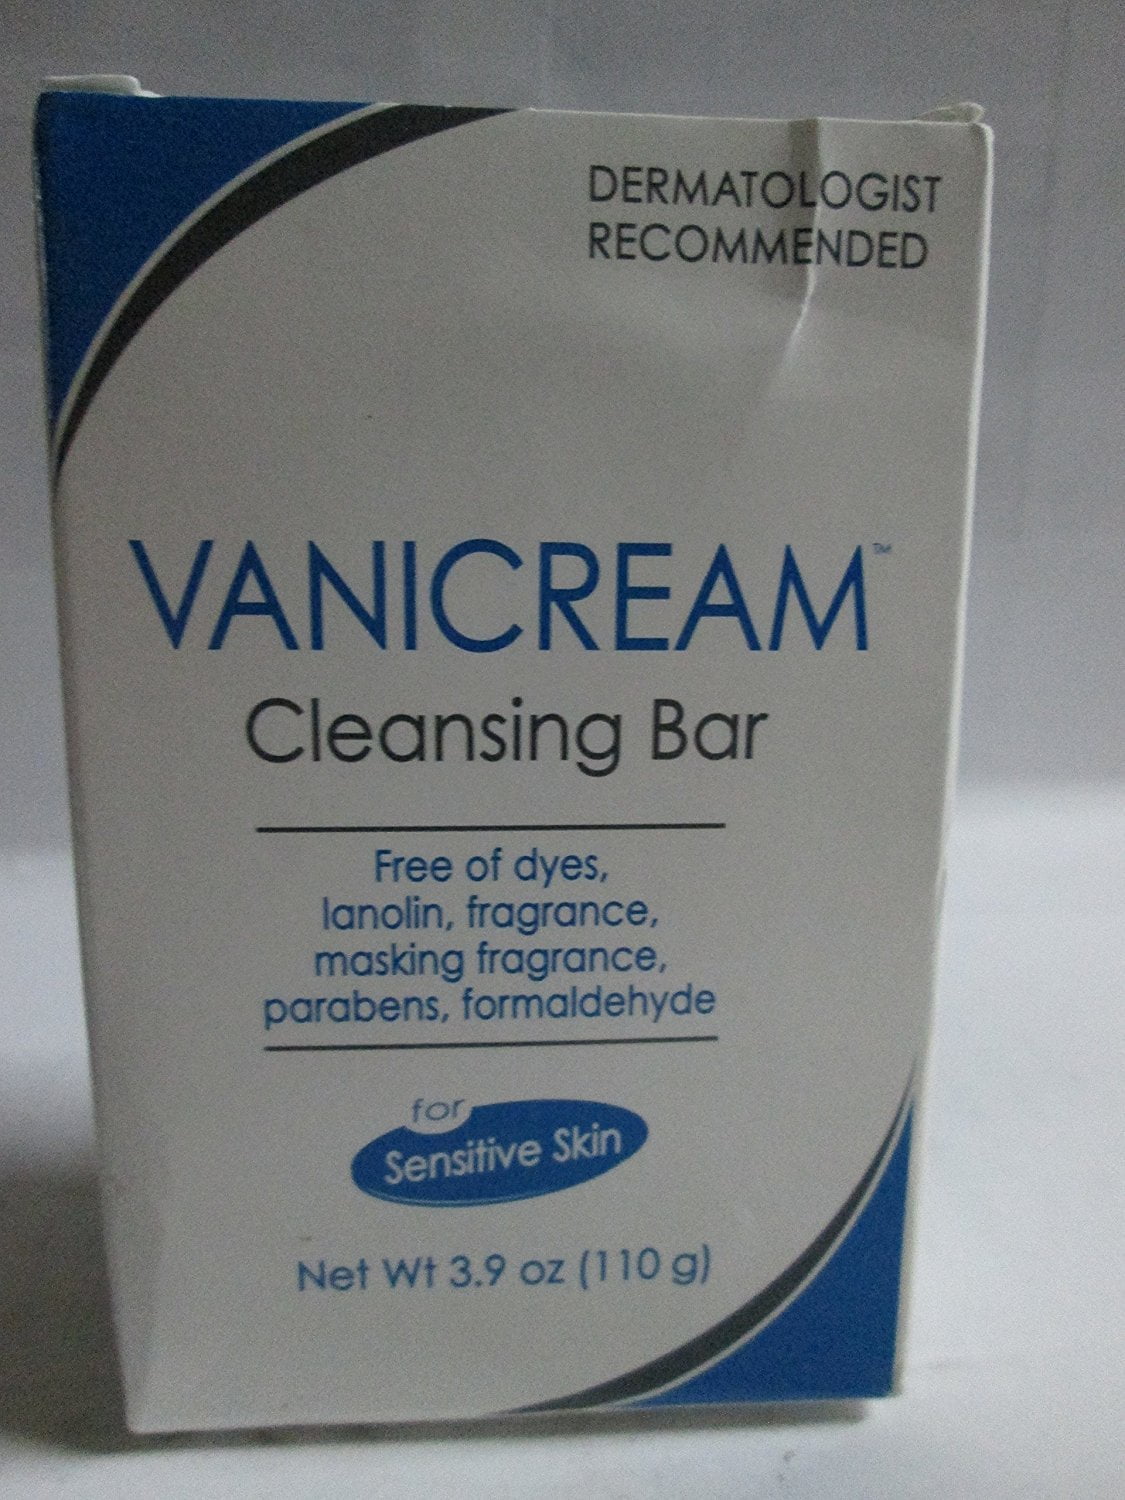 DERMATOLOGIST
RECOMMENDED
VANICREAM™
Cleansing Bar
Free of dyes,
lanolin, fragrance,
masking fragrance,
parabens, formaldehyde
for
Sensitive Skin
Net Wt 3.9 oz (110 g)